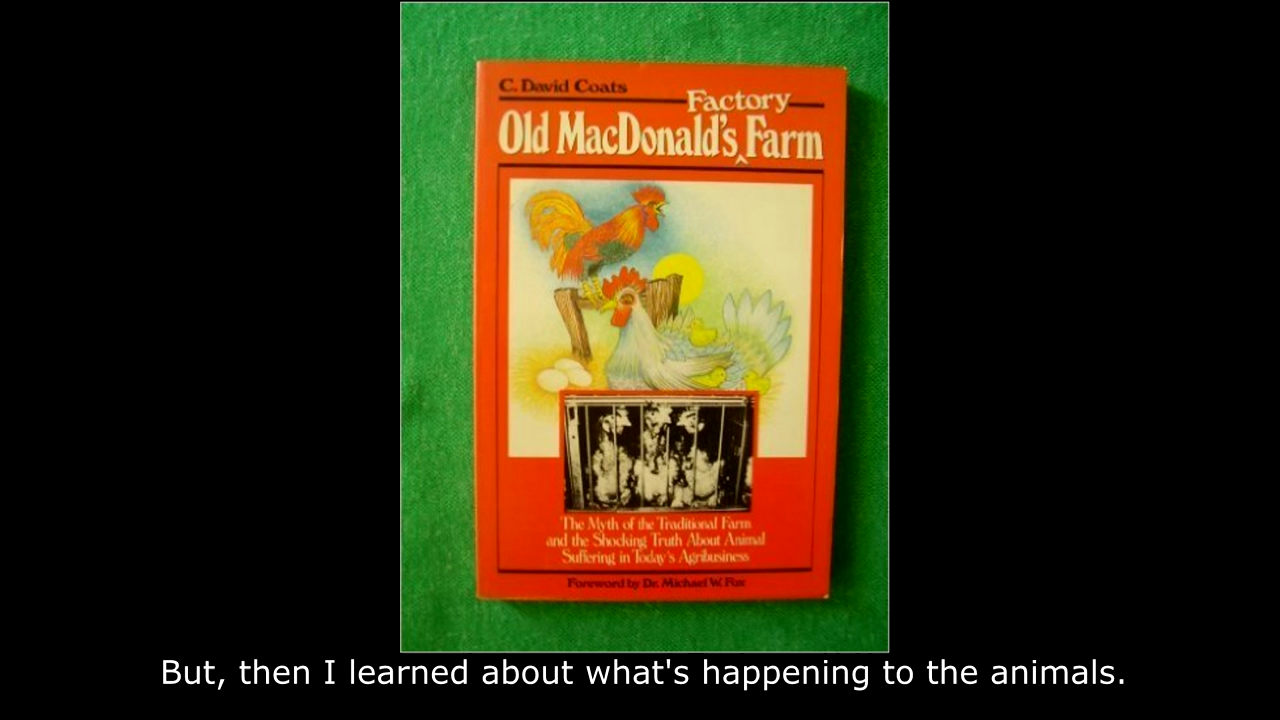 C. David Coats
Factory
Old MacDonald's ‸ Farm
The Myth of the Traditional Farm
and the Shocking Truth About Animal
Suffering in Today's Agribusiness
Foreword by Dr. Michael W. Fox
But, then I learned about what's happening to the animals.